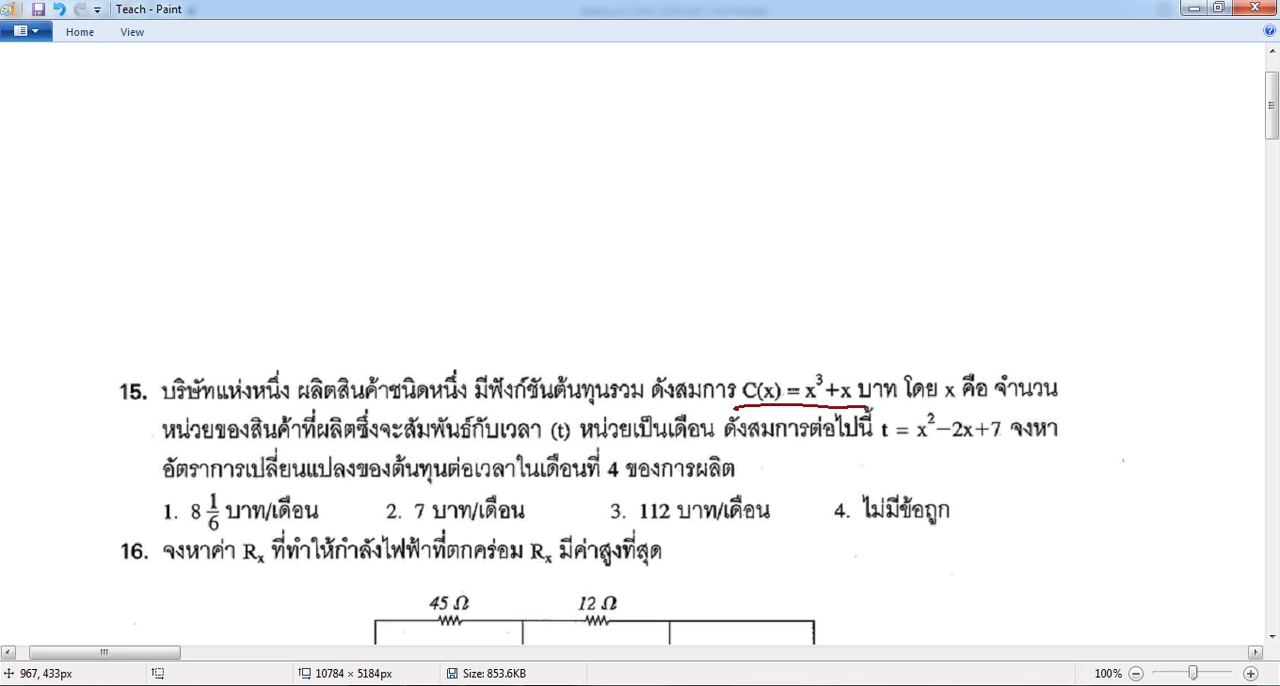 Teach - Paint
Home View
15. บริษัทแห่งหนึ่ง ผลิตสินค้าชนิดหนึ่ง มีฟังก์ชันต้นทุนรวม ดังสมการ C(x) = x³+x บาท โดย x คือ จำนวน
หน่วยของสินค้าที่ผลิตซึ่งจะสัมพันธ์กับเวลา (t) หน่วยเป็นเดือน ดังสมการต่อไปนี้ t = x²−2x+7 จงหา
อัตราการเปลี่ยนแปลงของต้นทุนต่อเวลาในเดือนที่ 4 ของการผลิต
1. 8 1/6 บาท/เดือน 2. 7 บาท/เดือน 3. 112 บาท/เดือน 4. ไม่มีข้อถูก
16. จงหาค่า Rₓ ที่ทำให้กำลังไฟฟ้าที่ตกคร่อม Rₓ มีค่าสูงที่สุด
45 Ω 12 Ω
967, 433px 10784 × 5184px Size: 853.6KB 100%